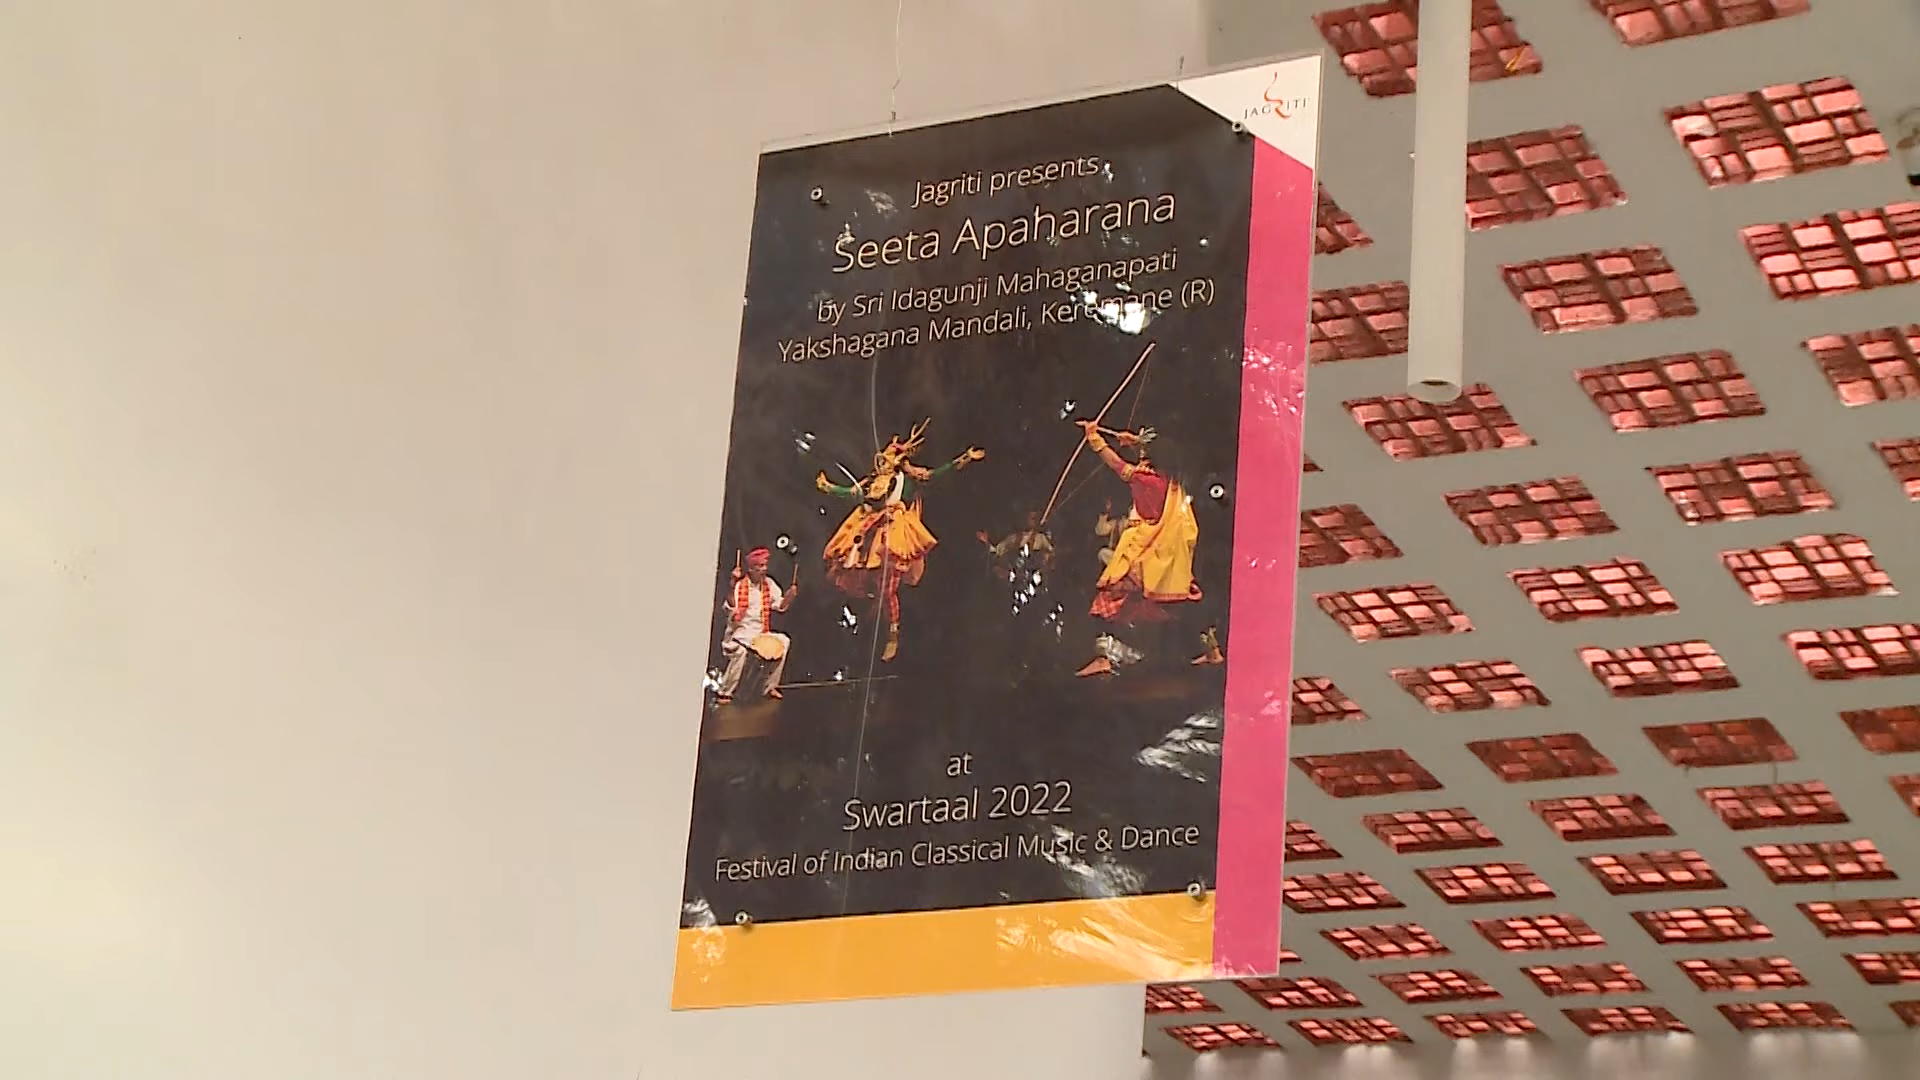 JAGRITI
Jagriti presents
Seeta Apaharana
by Sri Idagunji Mahaganapati
Yakshagana Mandali, Keremane (R)
at
Swartaal 2022
Festival of Indian Classical Music & Dance